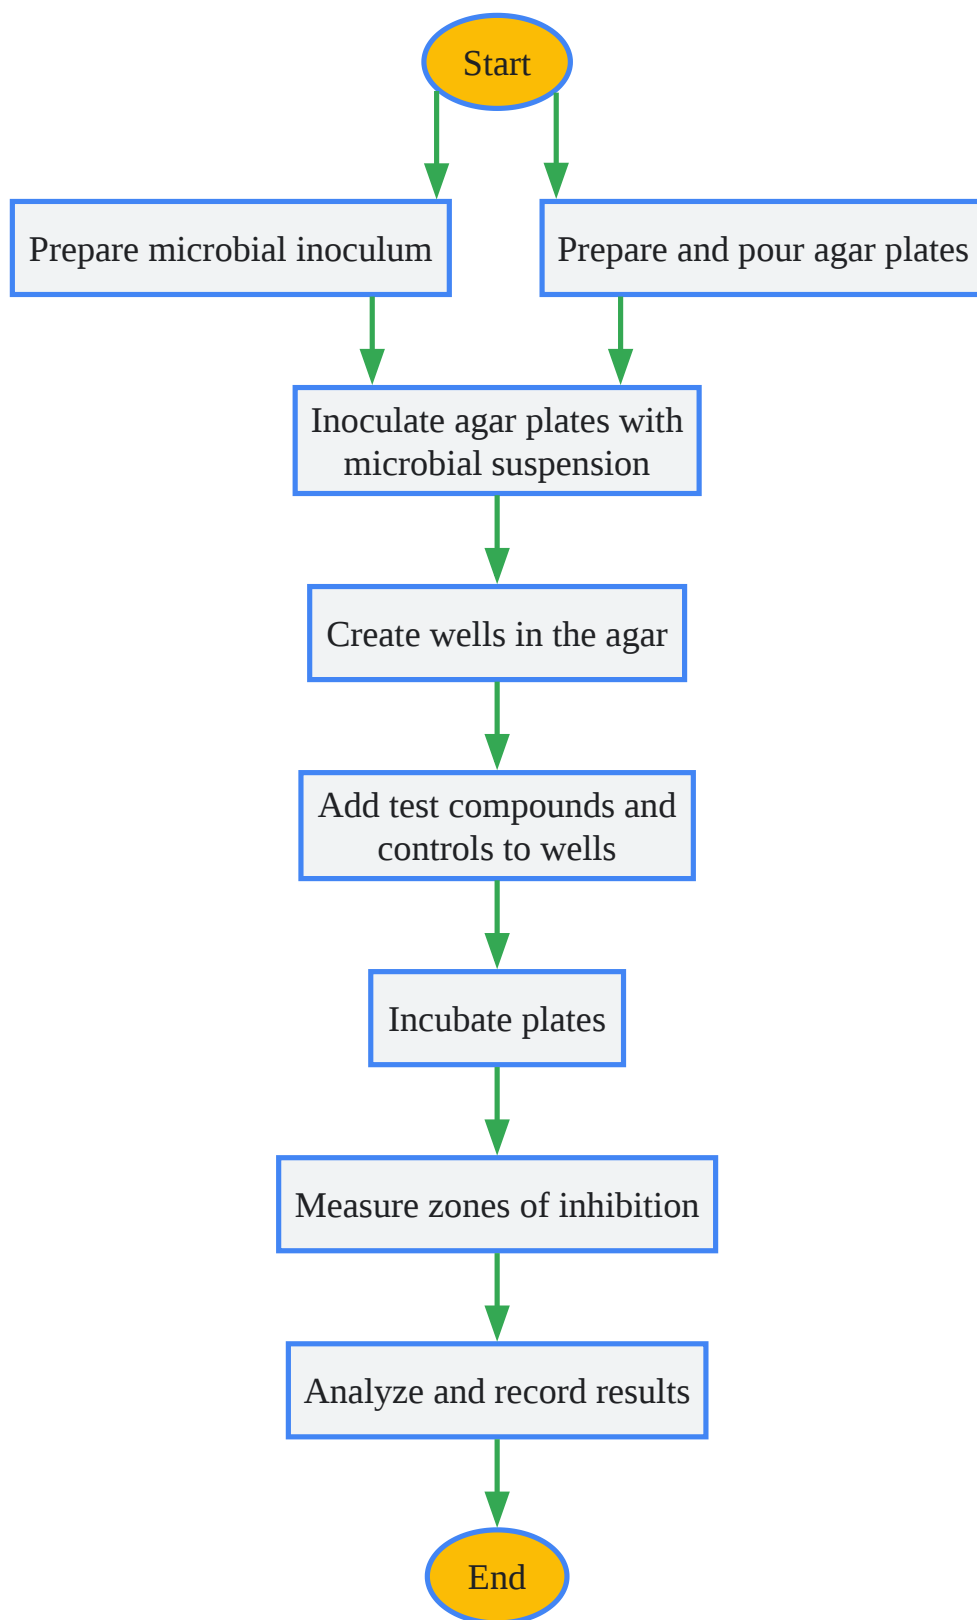 Start
Prepare microbial inoculum
Prepare and pour agar plates
Inoculate agar plates with
microbial suspension
Create wells in the agar
Add test compounds and
controls to wells
Incubate plates
Measure zones of inhibition
Analyze and record results
End